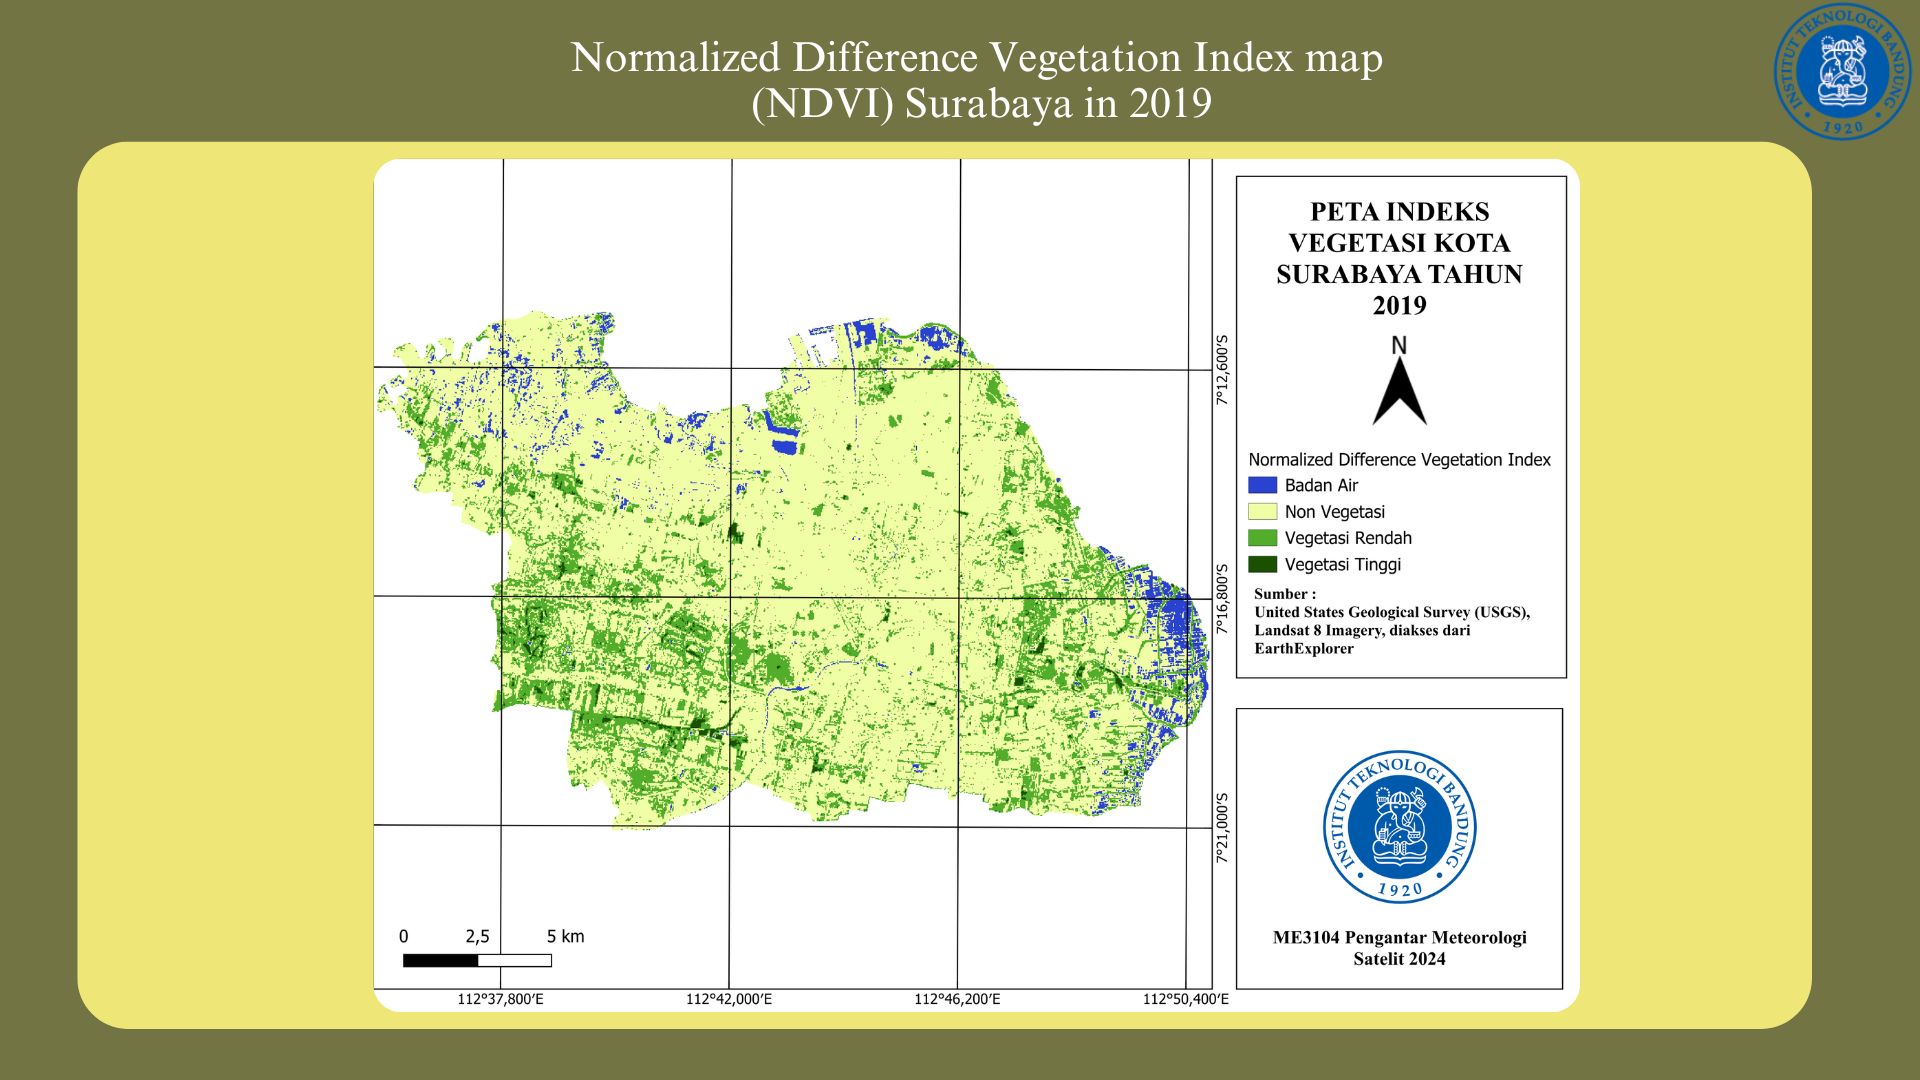 Normalized Difference Vegetation Index map
(NDVI) Surabaya in 2019
INSTITUT TEKNOLOGI BANDUNG
1920
PETA INDEKS
VEGETASI KOTA
SURABAYA TAHUN
2019
N
Normalized Difference Vegetation Index
Badan Air
Non Vegetasi
Vegetasi Rendah
Vegetasi Tinggi
Sumber :
United States Geological Survey (USGS),
Landsat 8 Imagery, diakses dari
EarthExplorer
7°12,600'S
7°16,800'S
7°21,000'S
0 2,5 5 km
112°37,800'E 112°42,000'E 112°46,200'E 112°50,400'E
INSTITUT TEKNOLOGI BANDUNG
1920
ME3104 Pengantar Meteorologi
Satelit 2024